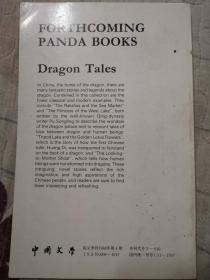 FORTHCOMING
PANDA BOOKS
Dragon Tales
In China, the home of the dragon, there are
many fantastic stories and legends about the
dragon. Contained in this collection are the
finest classical and modern examples. They
include "The Rakshas and the Sea Market"
and "The Princess of the West Lake", both
written by the well-known Qing-dynasty
writer Pu Songling to describe the wonders
of the dragon palace and to recount tales of
love between dragon and human beings;
"Tripod Lake and the Golden Lotus Flowers",
which is the story of how the first Chinese
ruler, Huang Di, was transported to fairyland
on the back of a dragon; and "The Looking-
to Mother Shoal", which tells how human
beings were transformed into dragons. These
intriguing novel stories reflect the rich
imagination and high aspirations of the
Chinese people, and readers are sure to find
them interesting and refreshing.
中國文學